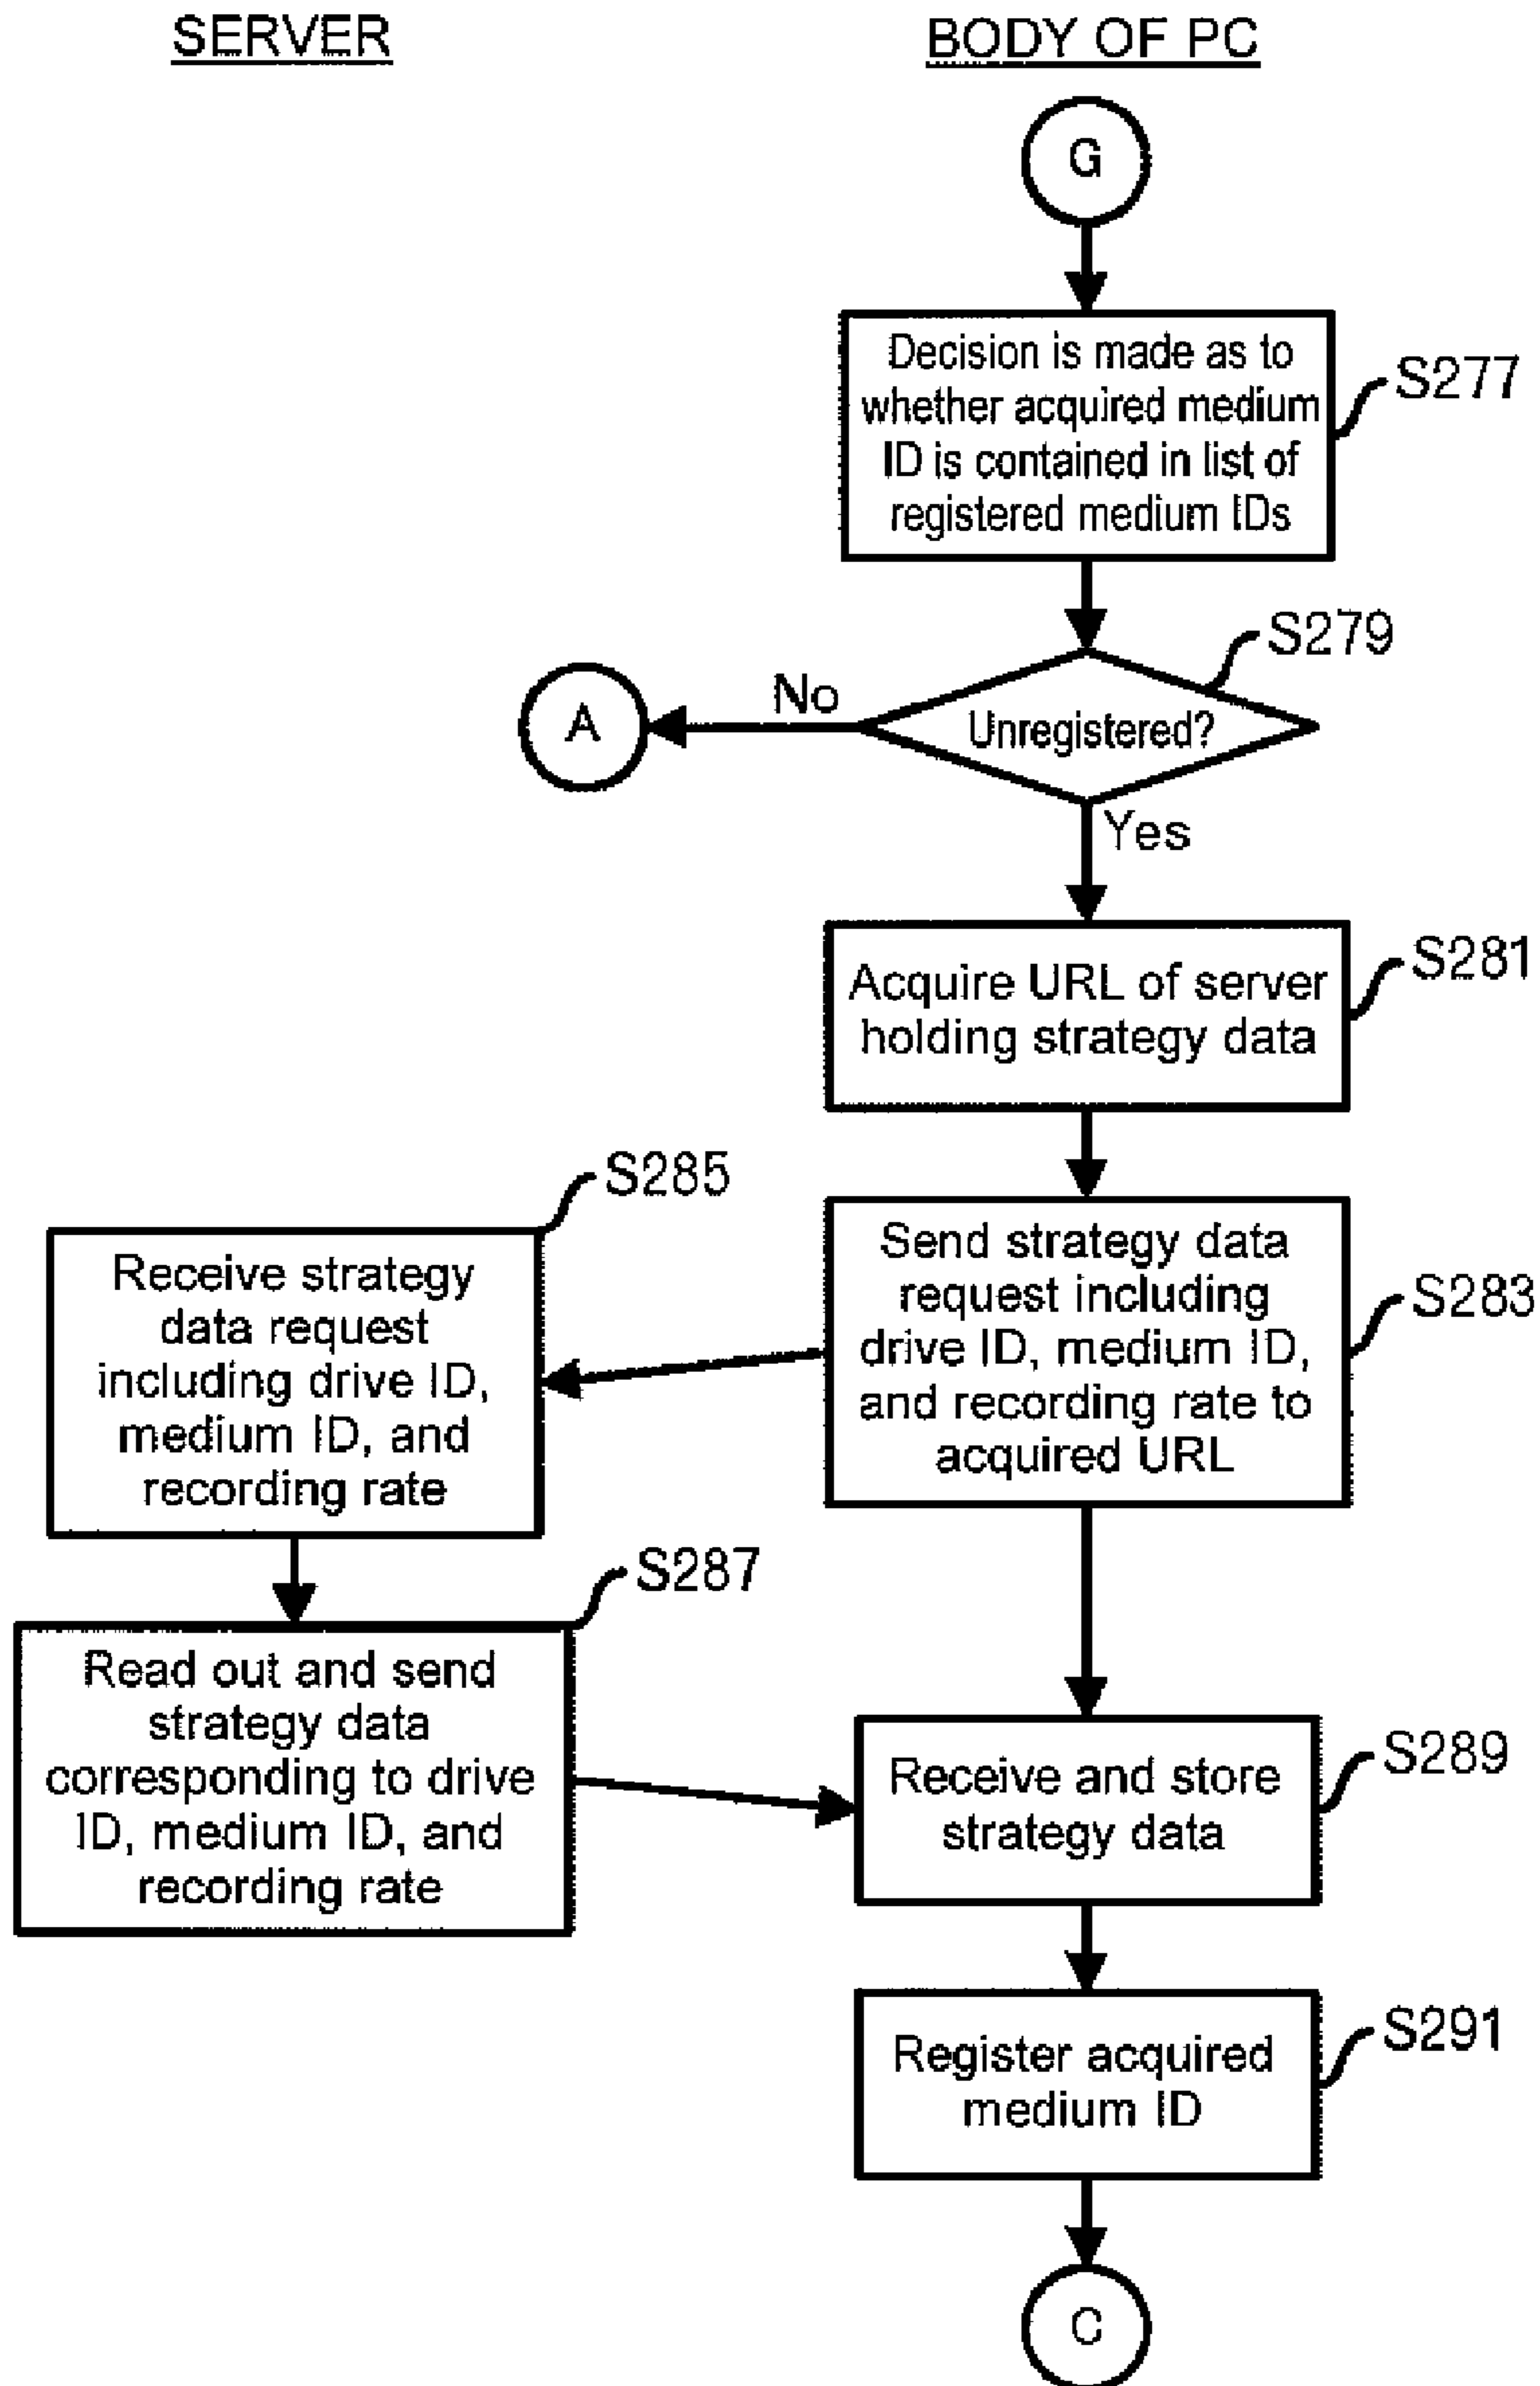 SERVER
BODY OF PC
G
Decision is made as to
whether acquired medium
ID is contained in list of
registered medium IDs
S277
S279
Unregistered?
No
A
Yes
Acquire URL of server
holding strategy data
S281
Send strategy data
request including
drive ID, medium ID,
and recording rate to
acquired URL
S283
S285
Receive strategy
data request
including drive ID,
medium ID, and
recording rate
S287
Read out and send
strategy data
corresponding to drive
ID, medium ID, and
recording rate
Receive and store
strategy data
S289
Register acquired
medium ID
S291
C